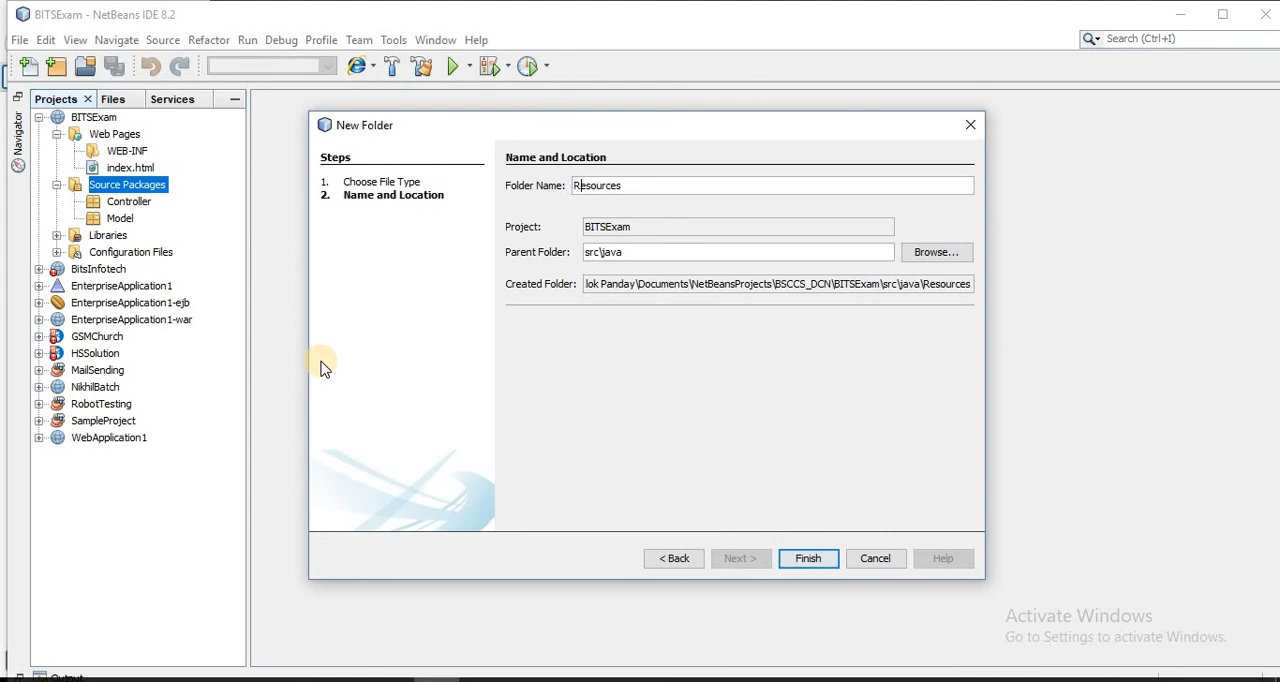 BITSExam - NetBeans IDE 8.2
File Edit View Navigate Source Refactor Run Debug Profile Team Tools Window Help
Search (Ctrl+I)
Projects Files Services
Navigator
BITSExam
Web Pages
WEB-INF
index.html
Source Packages
Controller
Model
Libraries
Configuration Files
BitsInfotech
EnterpriseApplication1
EnterpriseApplication1-ejb
EnterpriseApplication1-war
GSMChurch
HSSolution
MailSending
NikhilBatch
RobotTesting
SampleProject
WebApplication1
New Folder
Steps
1. Choose File Type
2. Name and Location
Name and Location
Folder Name: Resources
Project: BITSExam
Parent Folder: src\java Browse...
Created Folder: lok Panday\Documents\NetBeansProjects\BSCCS_DCN\BITSExam\src\java\Resources
< Back Next > Finish Cancel Help
Activate Windows
Go to Settings to activate Windows.
Output